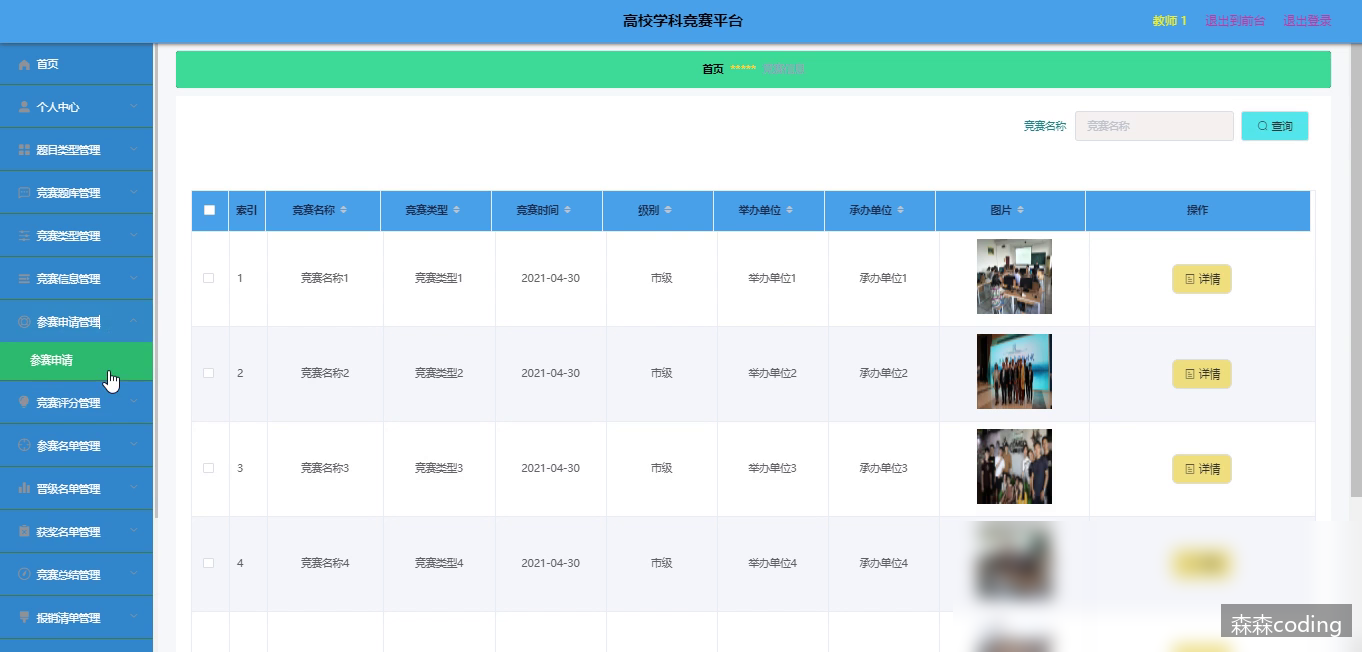 高校学科竞赛平台
教师 1 退出到前台 退出登录
首页
个人中心
题目类型管理
竞赛题库管理
竞赛类型管理
竞赛信息管理
参赛申请管理
参赛申请
竞赛评分管理
参赛名单管理
晋级名单管理
获奖名单管理
竞赛总结管理
报销清单管理
首页 ***** 竞赛信息
竞赛名称 竞赛名称 查询
索引 竞赛名称 竞赛类型 竞赛时间 级别 举办单位 承办单位 图片 操作
1 竞赛名称1 竞赛类型1 2021-04-30 市级 举办单位1 承办单位1 详情
2 竞赛名称2 竞赛类型2 2021-04-30 市级 举办单位2 承办单位2 详情
3 竞赛名称3 竞赛类型3 2021-04-30 市级 举办单位3 承办单位3 详情
4 竞赛名称4 竞赛类型4 2021-04-30 市级 举办单位4 承办单位4
森森coding